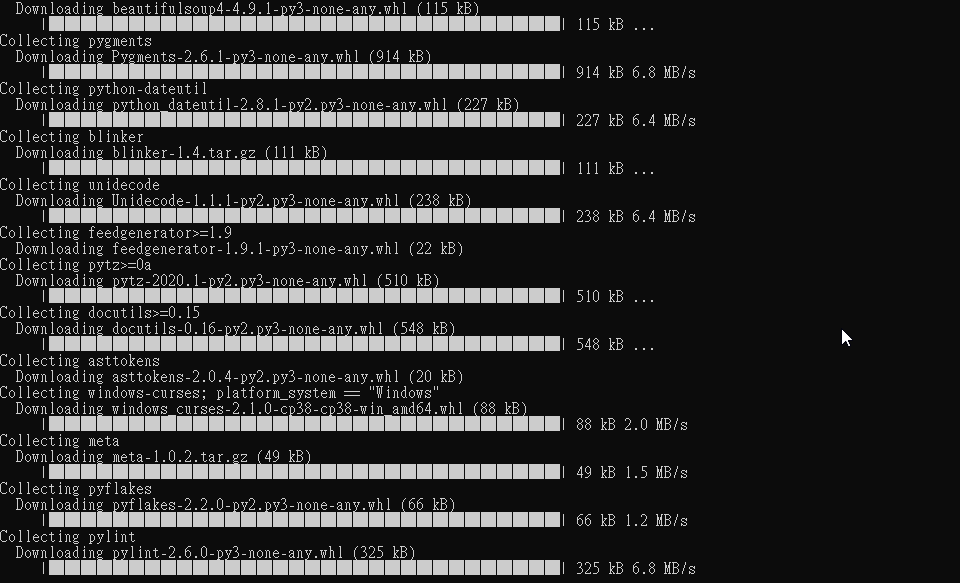 Downloading beautifulsoup4-4.9.1-py3-none-any.whl (115 kB)
| | 115 kB ...
Collecting pygments
Downloading Pygments-2.6.1-py3-none-any.whl (914 kB)
| | 914 kB 6.8 MB/s
Collecting python-dateutil
Downloading python_dateutil-2.8.1-py2.py3-none-any.whl (227 kB)
| | 227 kB 6.4 MB/s
Collecting blinker
Downloading blinker-1.4.tar.gz (111 kB)
| | 111 kB ...
Collecting unidecode
Downloading Unidecode-1.1.1-py2.py3-none-any.whl (238 kB)
| | 238 kB 6.4 MB/s
Collecting feedgenerator>=1.9
Downloading feedgenerator-1.9.1-py3-none-any.whl (22 kB)
Collecting pytz>=0a
Downloading pytz-2020.1-py2.py3-none-any.whl (510 kB)
| | 510 kB ...
Collecting docutils>=0.15
Downloading docutils-0.16-py2.py3-none-any.whl (548 kB)
| | 548 kB ...
Collecting asttokens
Downloading asttokens-2.0.4-py2.py3-none-any.whl (20 kB)
Collecting windows-curses; platform_system == "Windows"
Downloading windows_curses-2.1.0-cp38-cp38-win_amd64.whl (88 kB)
| | 88 kB 2.0 MB/s
Collecting meta
Downloading meta-1.0.2.tar.gz (49 kB)
| | 49 kB 1.5 MB/s
Collecting pyflakes
Downloading pyflakes-2.2.0-py2.py3-none-any.whl (66 kB)
| | 66 kB 1.2 MB/s
Collecting pylint
Downloading pylint-2.6.0-py3-none-any.whl (325 kB)
| | 325 kB 6.8 MB/s